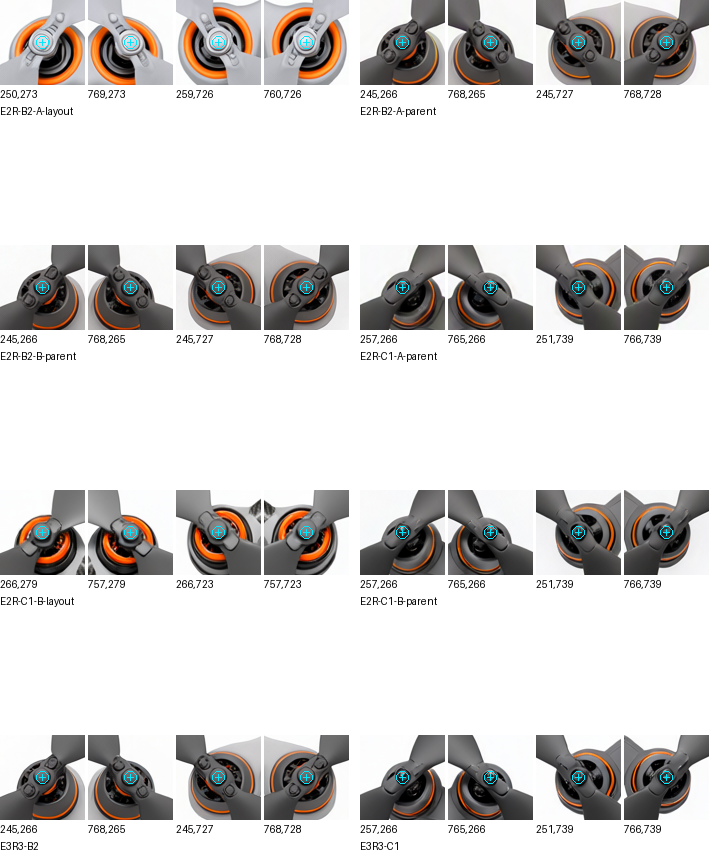 250,273 769,273 259,726 760,726 245,266 768,265 245,727 768,728
E2R-B2-A-layout E2R-B2-A-parent
245,266 768,265 245,727 768,728 257,266 765,266 251,739 766,739
E2R-B2-B-parent E2R-C1-A-parent
266,279 757,279 266,723 757,723 257,266 765,266 251,739 766,739
E2R-C1-B-layout E2R-C1-B-parent
245,266 768,265 245,727 768,728 257,266 765,266 251,739 766,739
E3R3-B2 E3R3-C1